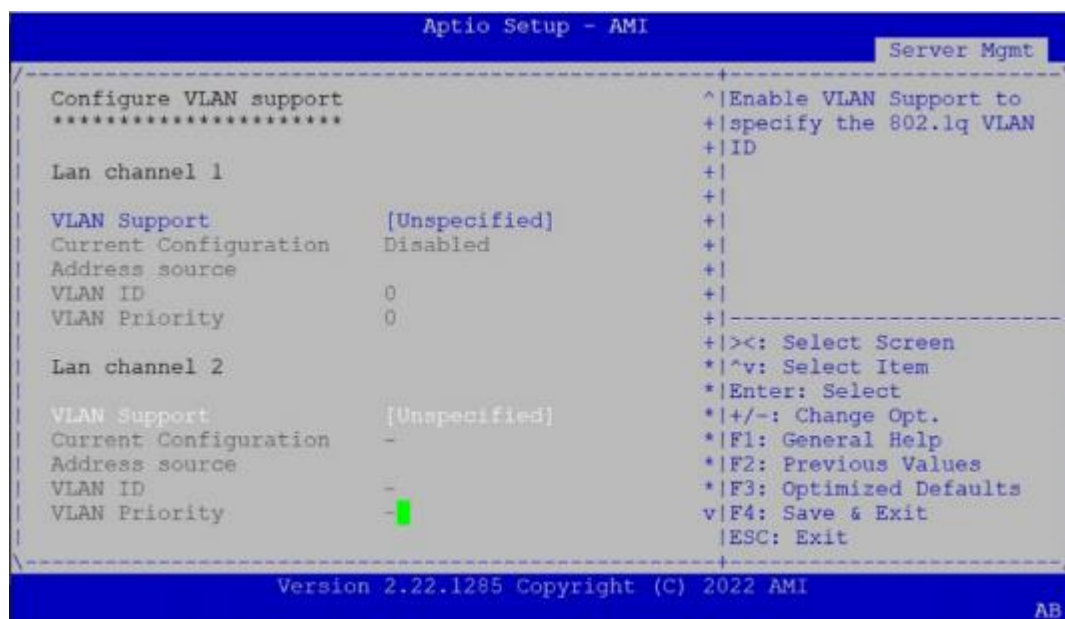 Aptio Setup - AMI
Server Mgmt
Configure VLAN support
**********************
Lan channel 1
VLAN Support [Unspecified]
Current Configuration Disabled
Address source
VLAN ID 0
VLAN Priority 0
Lan channel 2
VLAN Support [Unspecified]
Current Configuration -
Address source
VLAN ID -
VLAN Priority -
Enable VLAN Support to
specify the 802.1q VLAN
ID
><: Select Screen
^v: Select Item
Enter: Select
+/-: Change Opt.
F1: General Help
F2: Previous Values
F3: Optimized Defaults
F4: Save & Exit
ESC: Exit
Version 2.22.1285 Copyright (C) 2022 AMI
AB